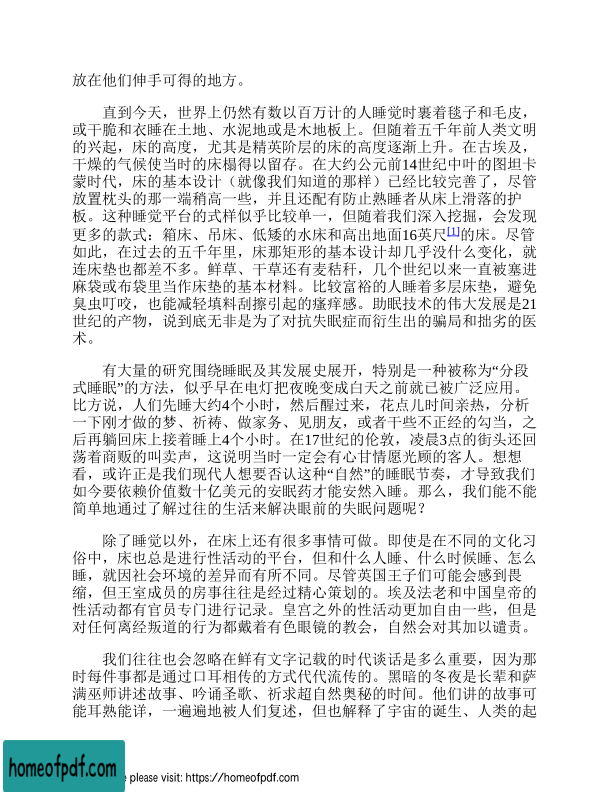 放在他们伸手可得的地方。
直到今天，世界上仍然有数以百万计的人睡觉时裹着毯子和毛皮，
或干脆和衣睡在土地、水泥地或是木地板上。但随着五千年前人类文明
的兴起，床的高度，尤其是精英阶层的床的高度逐渐上升。在古埃及，
干燥的气候使当时的床榻得以留存。在大约公元前14世纪中叶的图坦卡
蒙时代，床的基本设计（就像我们知道的那样）已经比较完善了，尽管
放置枕头的那一端稍高一些，并且还配有防止熟睡者从床上滑落的护
板。这种睡觉平台的式样似乎比较单一，但随着我们深入挖掘，会发现
更多的款式：箱床、吊床、低矮的水床和高出地面16英尺[1]的床。尽管
如此，在过去的五千年里，床那矩形的基本设计却几乎没什么变化，就
连床垫也都差不多。鲜草、干草还有麦秸秆，几个世纪以来一直被塞进
麻袋或布袋里当作床垫的基本材料。比较富裕的人睡着多层床垫，避免
臭虫叮咬，也能减轻填料刮擦引起的瘙痒感。助眠技术的伟大发展是21
世纪的产物，说到底无非是为了对抗失眠症而衍生出的骗局和拙劣的医
术。
有大量的研究围绕睡眠及其发展史展开，特别是一种被称为“分段
式睡眠”的方法，似乎早在电灯把夜晚变成白天之前就已被广泛应用。
比方说，人们先睡大约4个小时，然后醒过来，花点儿时间亲热，分析
一下刚才做的梦、祈祷、做家务、见朋友，或者干些不正经的勾当，之
后再躺回床上接着睡上4个小时。在17世纪的伦敦，凌晨3点的街头还回
荡着商贩的叫卖声，这说明当时一定会有心甘情愿光顾的客人。想想
看，或许正是我们现代人想要否认这种“自然”的睡眠节奏，才导致我们
如今要依赖价值数十亿美元的安眠药才能安然入睡。那么，我们能不能
简单地通过了解过往的生活来解决眼前的失眠问题呢？
除了睡觉以外，在床上还有很多事情可做。即使是在不同的文化习
俗中，床也总是进行性活动的平台，但和什么人睡、什么时候睡、怎么
睡，就因社会环境的差异而有所不同。尽管英国王子们可能会感到畏
缩，但王室成员的房事往往是经过精心策划的。埃及法老和中国皇帝的
性活动都有官员专门进行记录。皇宫之外的性活动更加自由一些，但是
对任何离经叛道的行为都戴着有色眼镜的教会，自然会对其加以谴责。
我们往往也会忽略在鲜有文字记载的时代谈话是多么重要，因为那
时每件事都是通过口耳相传的方式代代流传的。黑暗的冬夜是长辈和萨
满巫师讲述故事、吟诵圣歌、祈求超自然奥秘的时间。他们讲的故事可
能耳熟能详，一遍遍地被人们复述，但也解释了宇宙的诞生、人类的起
homeofpdf.com
e please visit: https://homeofpdf.com